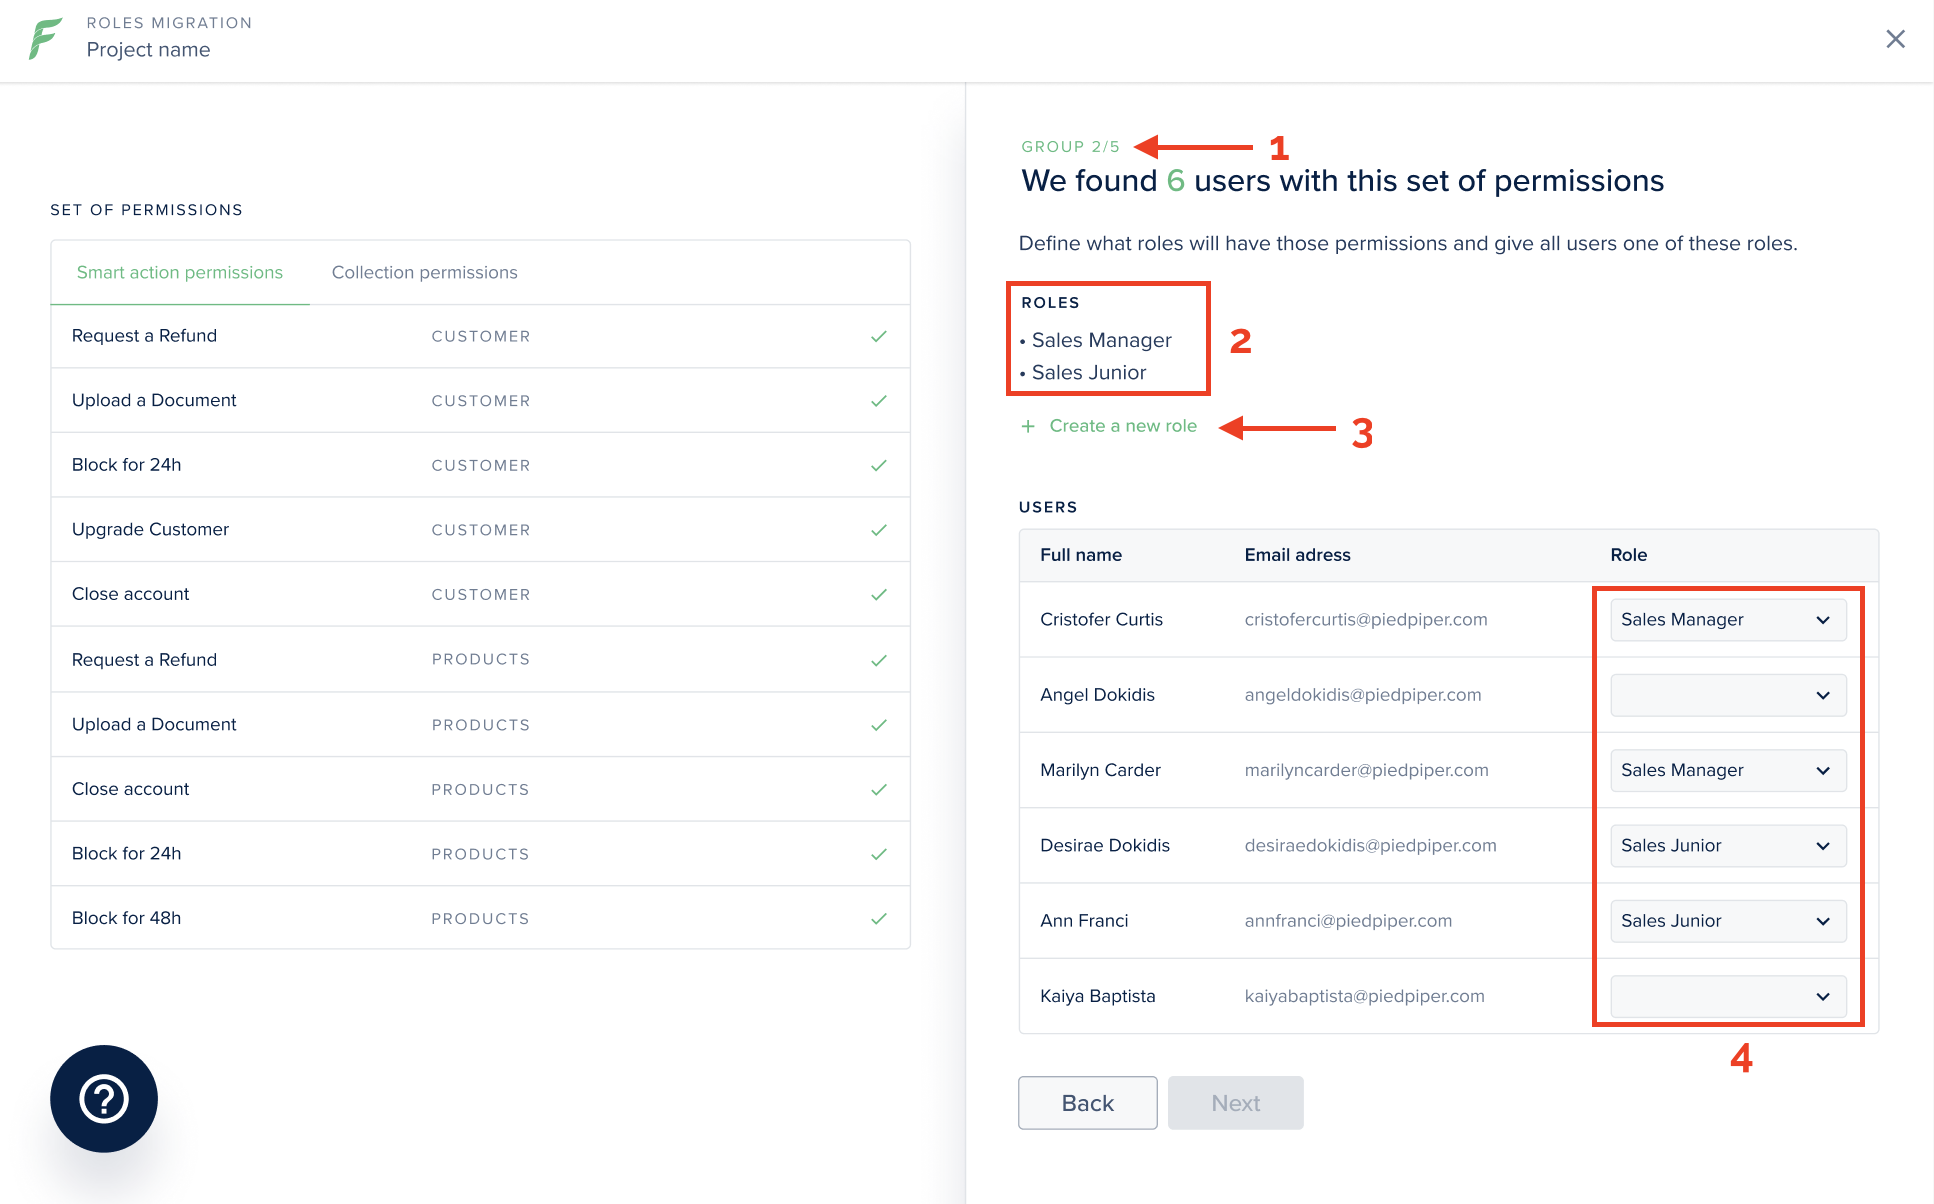 ROLES MIGRATION
Project name
SET OF PERMISSIONS
Smart action permissions Collection permissions
Request a Refund CUSTOMER
Upload a Document CUSTOMER
Block for 24h CUSTOMER
Upgrade Customer CUSTOMER
Close account CUSTOMER
Request a Refund PRODUCTS
Upload a Document PRODUCTS
Close account PRODUCTS
Block for 24h PRODUCTS
Block for 48h PRODUCTS
GROUP 2/5 1
We found 6 users with this set of permissions
Define what roles will have those permissions and give all users one of these roles.
ROLES
• Sales Manager
• Sales Junior
2
+ Create a new role 3
USERS
Full name Email adress Role
Cristofer Curtis cristofercurtis@piedpiper.com Sales Manager
Angel Dokidis angeldokidis@piedpiper.com
Marilyn Carder marilyncarder@piedpiper.com Sales Manager
Desirae Dokidis desiraedokidis@piedpiper.com Sales Junior
Ann Franci annfranci@piedpiper.com Sales Junior
Kaiya Baptista kaiyabaptista@piedpiper.com
4
Back Next
?